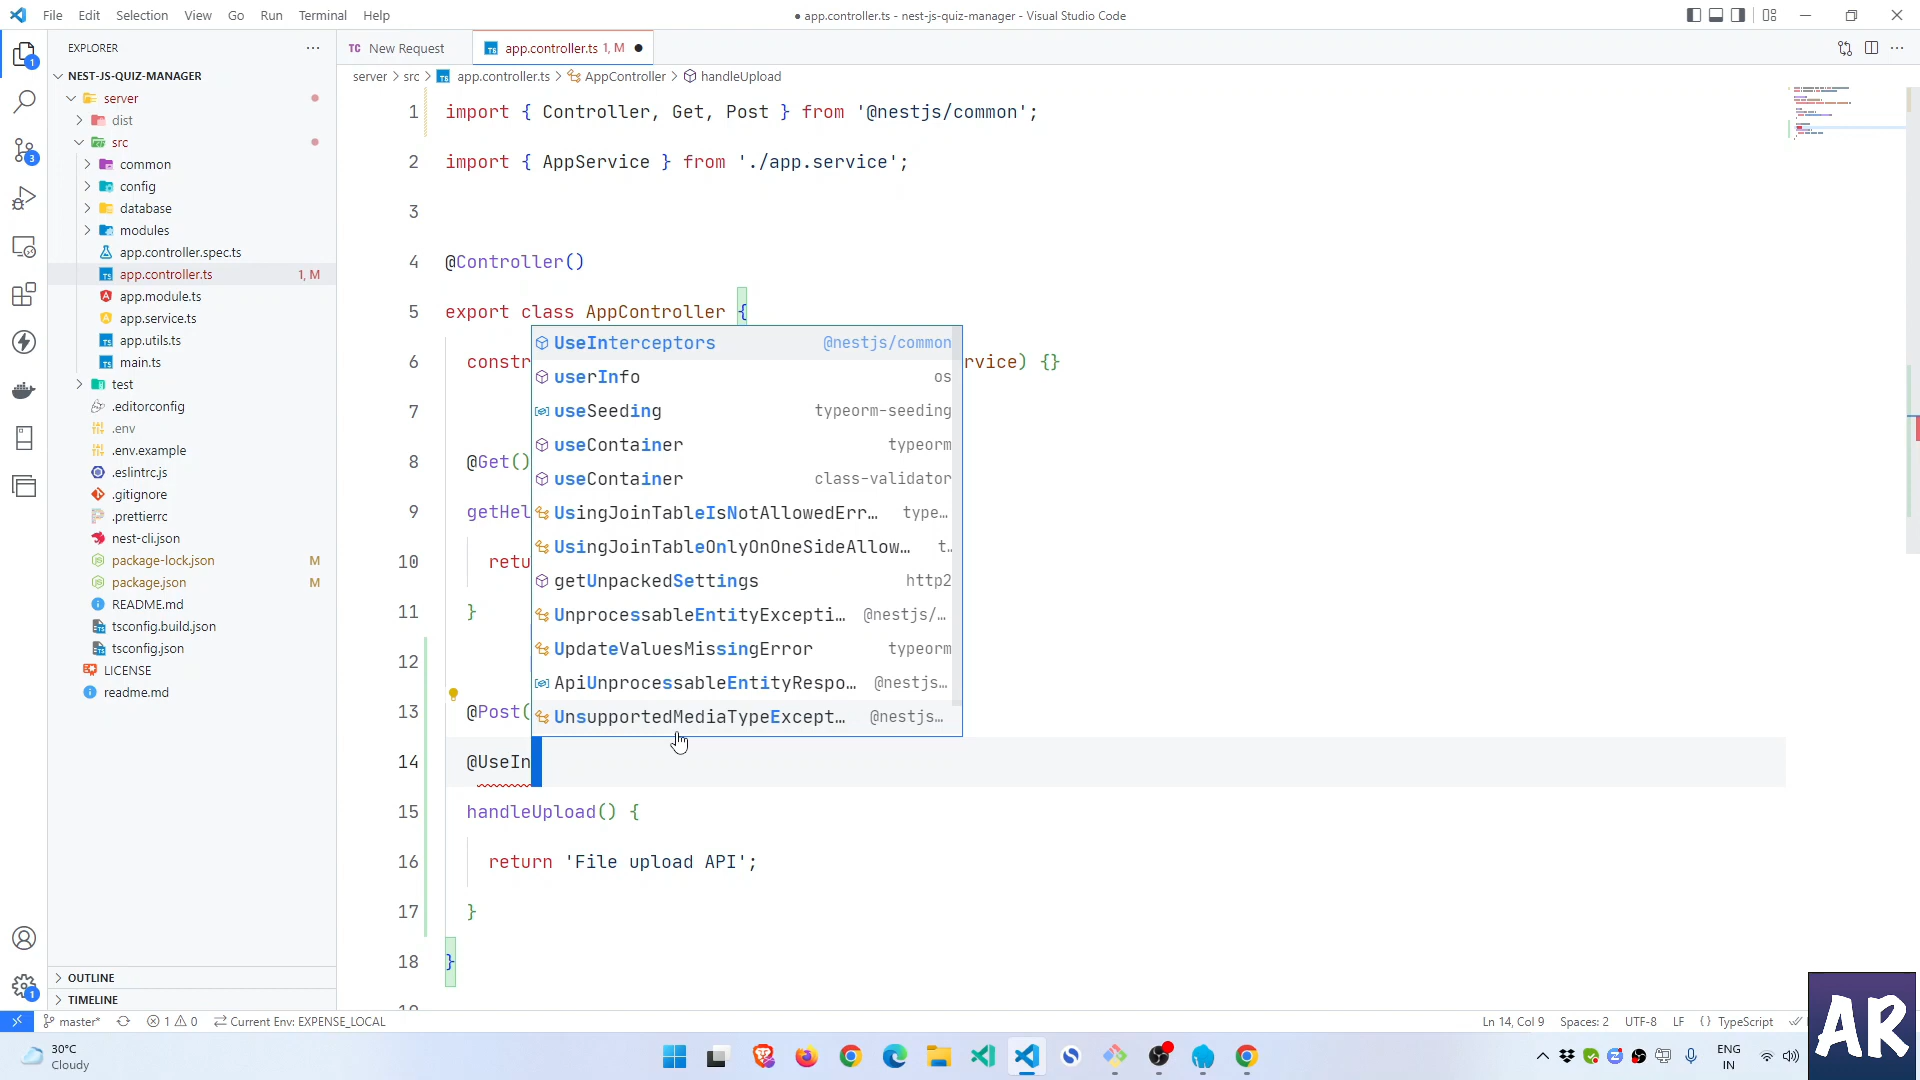 File Edit Selection View Go Run Terminal Help
● app.controller.ts - nest-js-quiz-manager - Visual Studio Code
EXPLORER
NEST-JS-QUIZ-MANAGER
server
dist
src
common
config
database
modules
app.controller.spec.ts
app.controller.ts 1, M
app.module.ts
app.service.ts
app.utils.ts
main.ts
test
.editorconfig
.env
.env.example
.eslintrc.js
.gitignore
.prettierrc
nest-cli.json
package-lock.json M
package.json M
README.md
tsconfig.build.json
tsconfig.json
LICENSE
readme.md
OUTLINE
TIMELINE
1
3
1
TC New Request
TS app.controller.ts 1, M ●
server > src > TS app.controller.ts > AppController > handleUpload
1 import { Controller, Get, Post } from '@nestjs/common';
2 import { AppService } from './app.service';
3
4 @Controller()
5 export class AppController {
6 constr rvice) {}
7
8 @Get()
9 getHel
10 retu
11 }
12
13 @Post(
14 @UseIn
15 handleUpload() {
16 return 'File upload API';
17 }
18 }
UseInterceptors @nestjs/common
userInfo os
useSeeding typeorm-seeding
useContainer typeorm
useContainer class-validator
UsingJoinTableIsNotAllowedErr… type…
UsingJoinTableOnlyOnOneSideAllow… t…
getUnpackedSettings http2
UnprocessableEntityExcepti… @nestjs/…
UpdateValuesMissingError typeorm
ApiUnprocessableEntityRespo… @nestjs…
UnsupportedMediaTypeExcept… @nestjs…
master* 1 0 Current Env: EXPENSE_LOCAL
Ln 14, Col 9 Spaces: 2 UTF-8 LF {} TypeScript
30°C
Cloudy
ENG
IN
AR